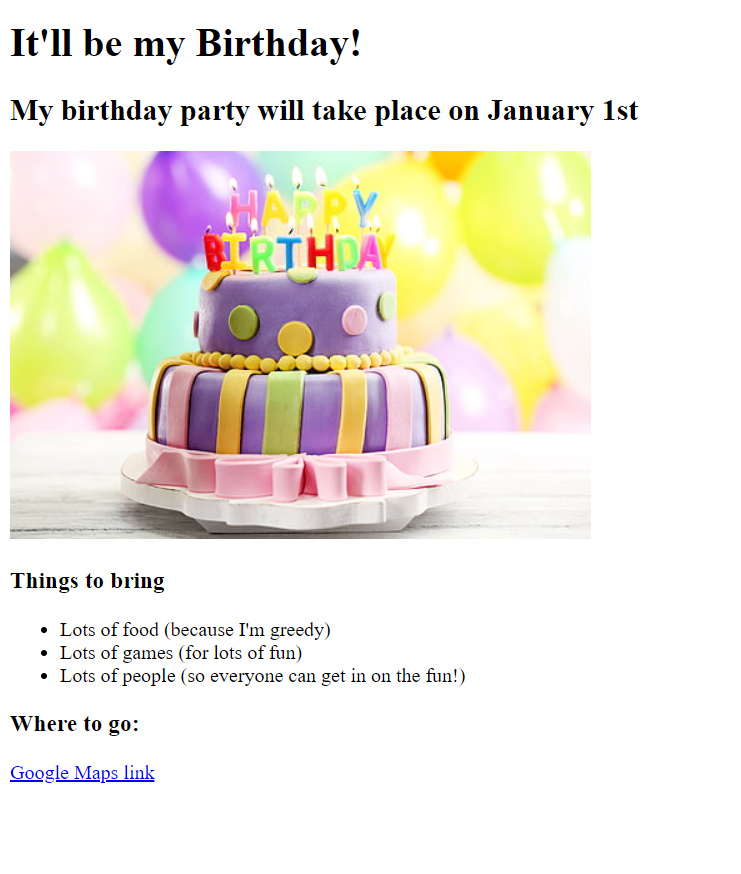 It'll be my Birthday!
My birthday party will take place on January 1st
HAPPY
BIRTHDAY
Things to bring
Lots of food (because I'm greedy)
Lots of games (for lots of fun)
Lots of people (so everyone can get in on the fun!)
Where to go:
Google Maps link